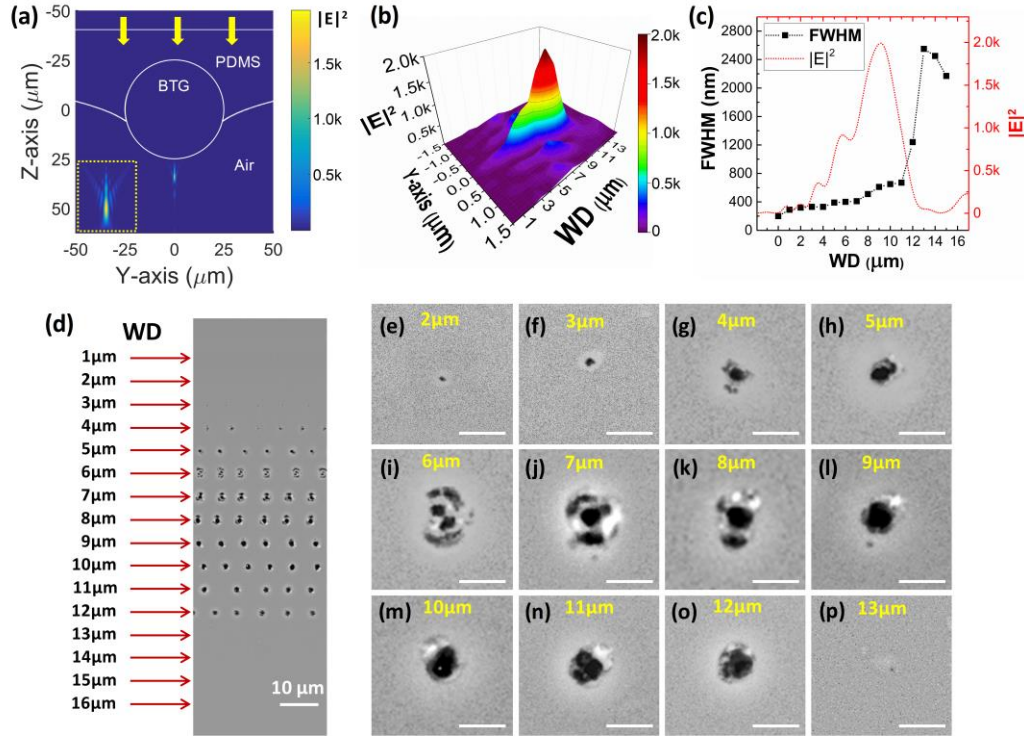 (a)
-50
-25
0
25
50
Z-axis (μm)
PDMS
BTG
Air
-50 -25 0 25 50
Y-axis (μm)
|E|²
1.5k
1k
0.5k
(b)
2.0k
1.5k
1.0k
0.5k
|E|²
-1.5
-1.0
-0.5
0.0
0.5
1.0
1.5
Y-axis (μm)
1
3
5
7
9
11
13
WD (μm)
2.0k
1.5k
1.0k
0.5k
0
(c)
FWHM
|E|²
2800
2400
2000
1600
1200
800
400
0
FWHM (nm)
0 2 4 6 8 10 12 14 16
WD (μm)
2.0k
1.5k
1.0k
0.5k
0
|E|²
(d) WD
1μm
2μm
3μm
4μm
5μm
6μm
7μm
8μm
9μm
10μm
11μm
12μm
13μm
14μm
15μm
16μm
10 μm
(e) 2μm
(f) 3μm
(g) 4μm
(h) 5μm
(i) 6μm
(j) 7μm
(k) 8μm
(l) 9μm
(m) 10μm
(n) 11μm
(o) 12μm
(p) 13μm